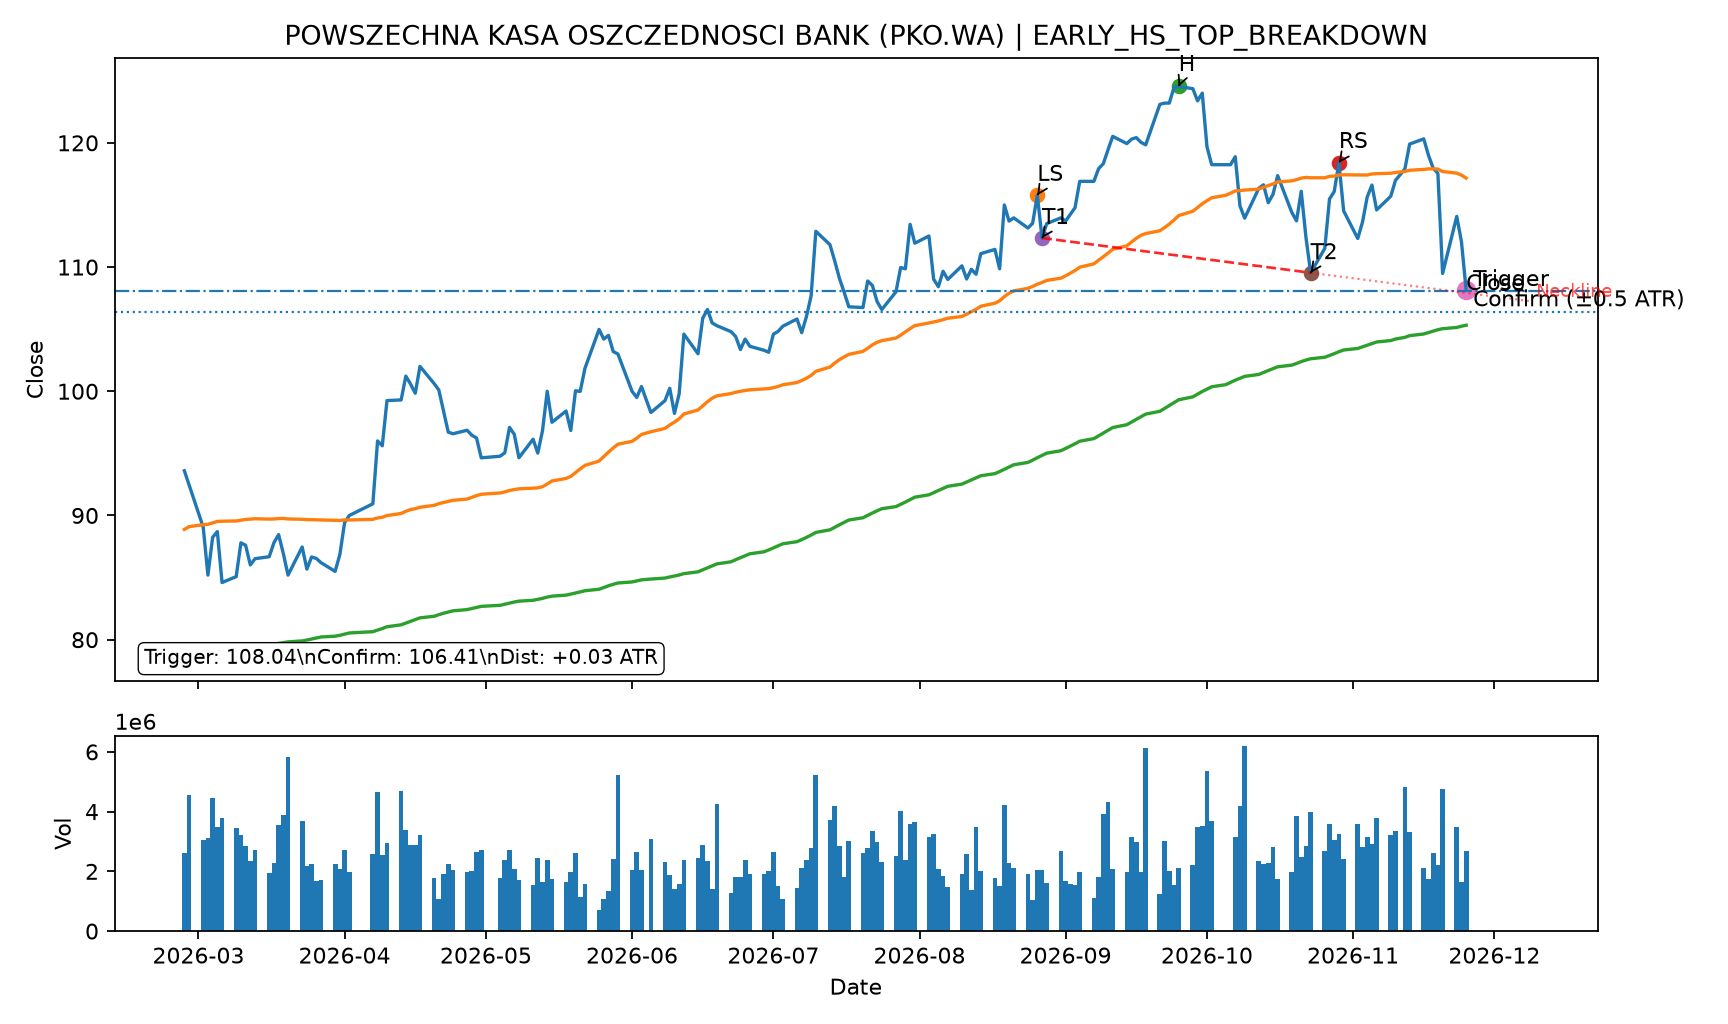 POWSZECHNA KASA OSZCZEDNOSCI BANK (PKO.WA) | EARLY_HS_TOP_BREAKDOWN
Close
120
110
100
90
80
H
LS
T1
RS
T2
Trigger
Close
Neckline
Confirm (±0.5 ATR)
Trigger: 108.04\nConfirm: 106.41\nDist: +0.03 ATR
1e6
Vol
6
4
2
0
2026-03
2026-04
2026-05
2026-06
2026-07
2026-08
2026-09
2026-10
2026-11
2026-12
Date